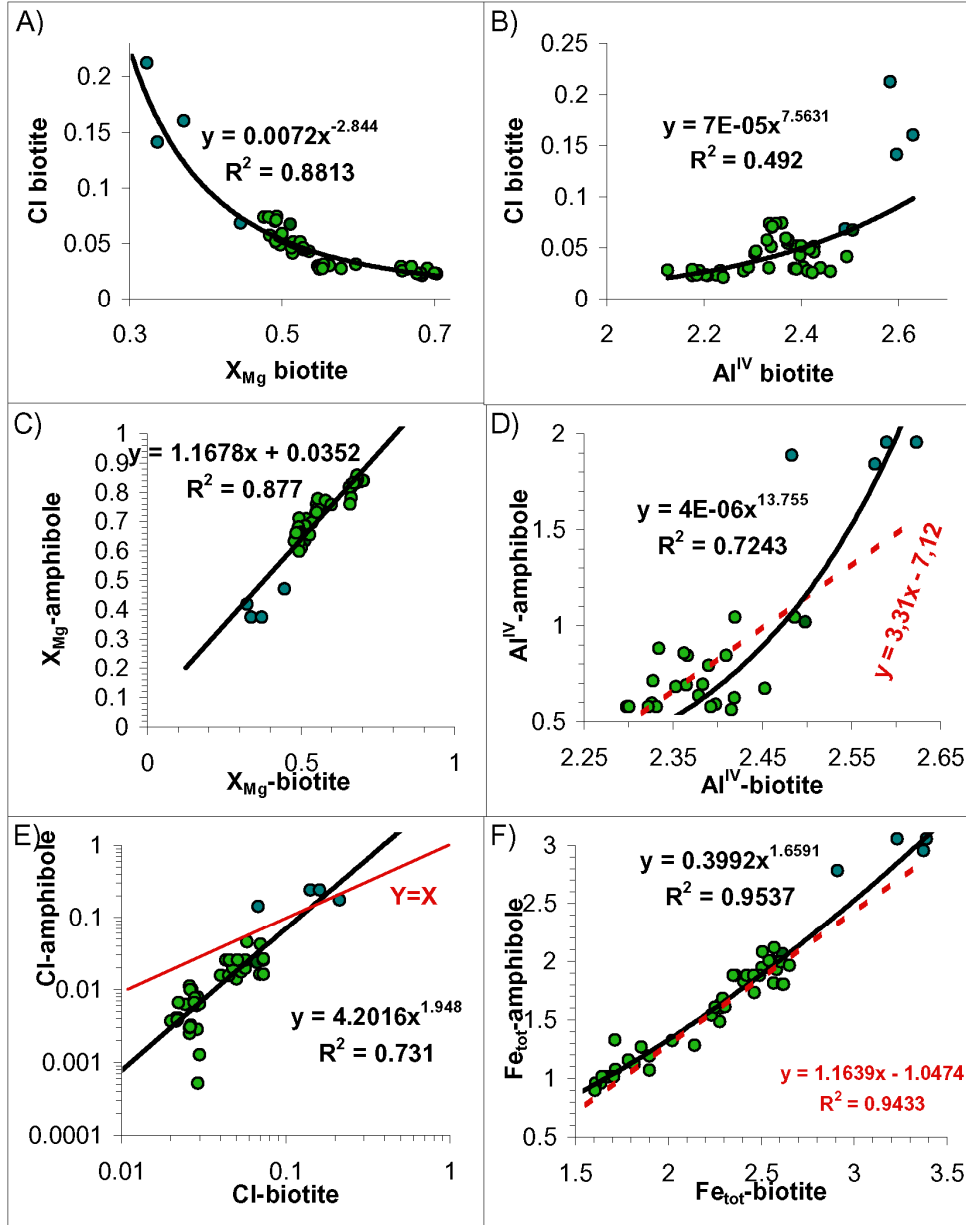 A)
Cl biotite
0.2
0.15
0.1
0.05
0
y = 0.0072x^-2.844
R² = 0.8813
0.3
0.5
0.7
X_Mg biotite
B)
Cl biotite
0.25
0.2
0.15
0.1
0.05
0
y = 7E-05x^7.5631
R² = 0.492
2
2.2
2.4
2.6
Al^IV biotite
C)
X_Mg-amphibole
1
0.9
0.8
0.7
0.6
0.5
0.4
0.3
0.2
0.1
0
y = 1.1678x + 0.0352
R² = 0.877
0
0.5
1
X_Mg-biotite
D)
Al^IV-amphibole
2
1.5
1
0.5
y = 4E-06x^13.755
R² = 0.7243
y = 3,31x - 7,12
2.25
2.35
2.45
2.55
2.65
Al^IV-biotite
E)
Cl-amphibole
1
0.1
0.01
0.001
0.0001
Y=X
y = 4.2016x^1.948
R² = 0.731
0.01
0.1
1
Cl-biotite
F)
Fe_tot-amphibole
3
2.5
2
1.5
1
0.5
y = 0.3992x^1.6591
R² = 0.9537
y = 1.1639x - 1.0474
R² = 0.9433
1.5
2
2.5
3
3.5
Fe_tot-biotite